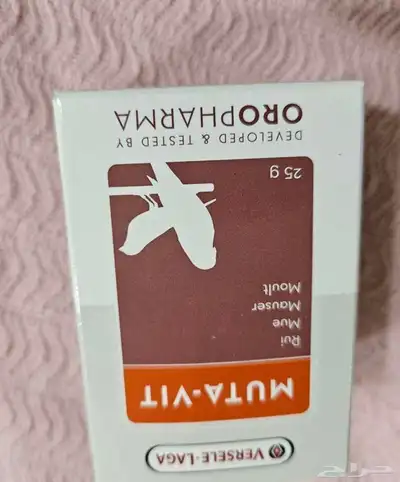 VERSELE-LAGA
MUTA-VIT
Rui
Mue
Mauser
Moult
25 g
DEVELOPED & TESTED BY
OROPHARMA
حراج